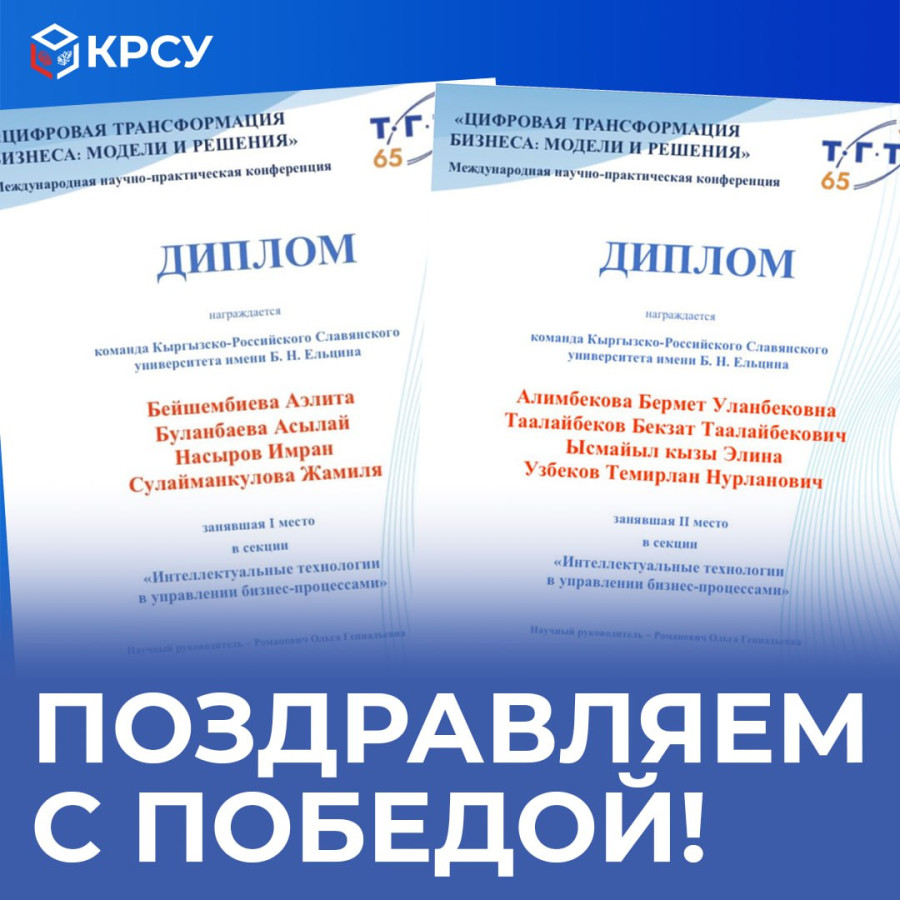 КРСУ
ЦИФРОВАЯ ТРАНСФОРМАЦИЯ
БИЗНЕСА: МОДЕЛИ И РЕШЕНИЯ»
Международная научно-практическая конференция
Т·Г·Т
65
ДИПЛОМ
награждается
команда Кыргызско-Российского Славянского
университета имени Б. Н. Ельцина
Бейшембиева Аэлита
Буланбаева Асылай
Насыров Имран
Сулайманкулова Жамиля
занявшая I место
в секции
«Интеллектуальные технологии
в управлении бизнес-процессами»
Научный руководитель – Романович Ольга Геннадьевна
«ЦИФРОВАЯ ТРАНСФОРМАЦИЯ
БИЗНЕСА: МОДЕЛИ И РЕШЕНИЯ»
Международная научно-практическая конференция
Т·Г·Т
65
ДИПЛОМ
награждается
команда Кыргызско-Российского Славянского
университета имени Б. Н. Ельцина
Алимбекова Бермет Уланбековна
Таалайбеков Бекзат Таалайбекович
Ысмайыл кызы Элина
Узбеков Темирлан Нурланович
занявшая II место
в секции
«Интеллектуальные технологии
в управлении бизнес-процессами»
Научный руководитель – Романович Ольга Геннадьевна
ПОЗДРАВЛЯЕМ
С ПОБЕДОЙ!